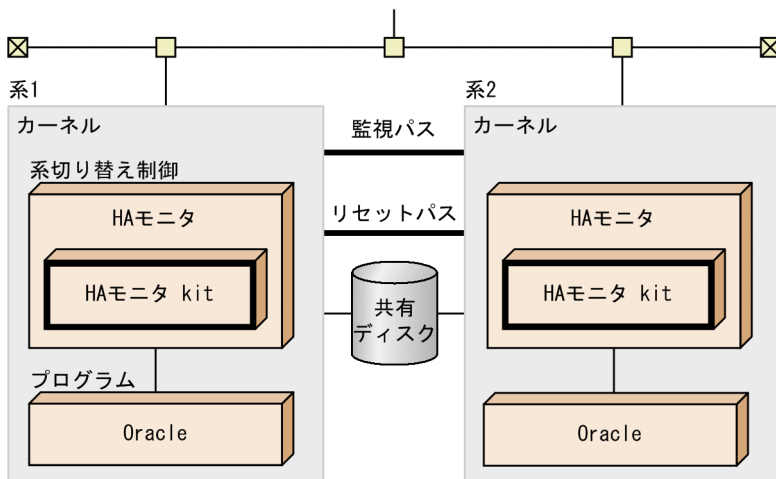 系1
系2
カーネル
監視パス
カーネル
系切り替え制御
HAモニタ
リセットパス
HAモニタ
HAモニタ kit
共有
ディスク
HAモニタ kit
プログラム
Oracle
Oracle